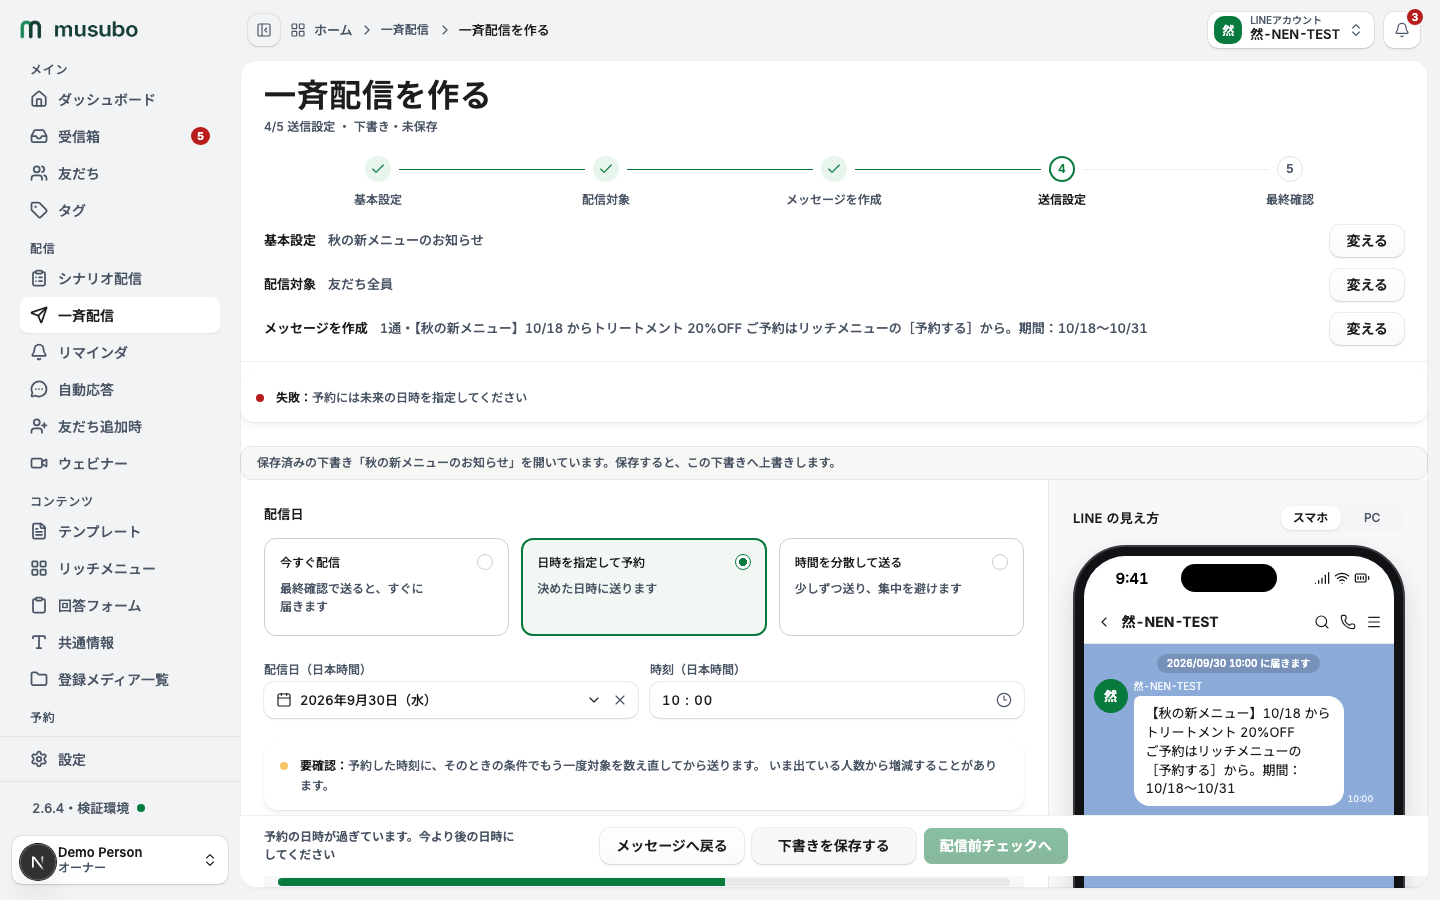 musubo
メイン
ダッシュボード
受信箱
5
友だち
タグ
配信
シナリオ配信
一斉配信
リマインダ
自動応答
友だち追加時
ウェビナー
コンテンツ
テンプレート
リッチメニュー
回答フォーム
共通情報
登録メディア一覧
予約
設定
2.6.4・検証環境
N
Demo Person
オーナー
ホーム
一斉配信
一斉配信を作る
然
LINEアカウント
然-NEN-TEST
3
一斉配信を作る
4/5 送信設定 ・ 下書き・未保存
4
5
基本設定
配信対象
メッセージを作成
送信設定
最終確認
基本設定 秋の新メニューのお知らせ
変える
配信対象 友だち全員
変える
メッセージを作成 1通・【秋の新メニュー】10/18 からトリートメント 20%OFF ご予約はリッチメニューの［予約する］から。期間：10/18〜10/31
変える
失敗：予約には未来の日時を指定してください
保存済みの下書き「秋の新メニューのお知らせ」を開いています。保存すると、この下書きへ上書きします。
配信日
今すぐ配信
最終確認で送ると、すぐに
届きます
日時を指定して予約
決めた日時に送ります
時間を分散して送る
少しずつ送り、集中を避けます
配信日（日本時間）
2026年9月30日（水）
時刻（日本時間）
10：00
要確認：予約した時刻に、そのときの条件でもう一度対象を数え直してから送ります。 いま出ている人数から増減することがあり
ます。
予約の日時が過ぎています。今より後の日時に
してください
メッセージへ戻る
下書きを保存する
配信前チェックへ
LINE の見え方
スマホ
PC
9:41
然-NEN-TEST
2026/09/30 10:00 に届きます
然
然-NEN-TEST
【秋の新メニュー】10/18 から
トリートメント 20%OFF
ご予約はリッチメニューの
［予約する］から。期間：
10/18〜10/31
10:00